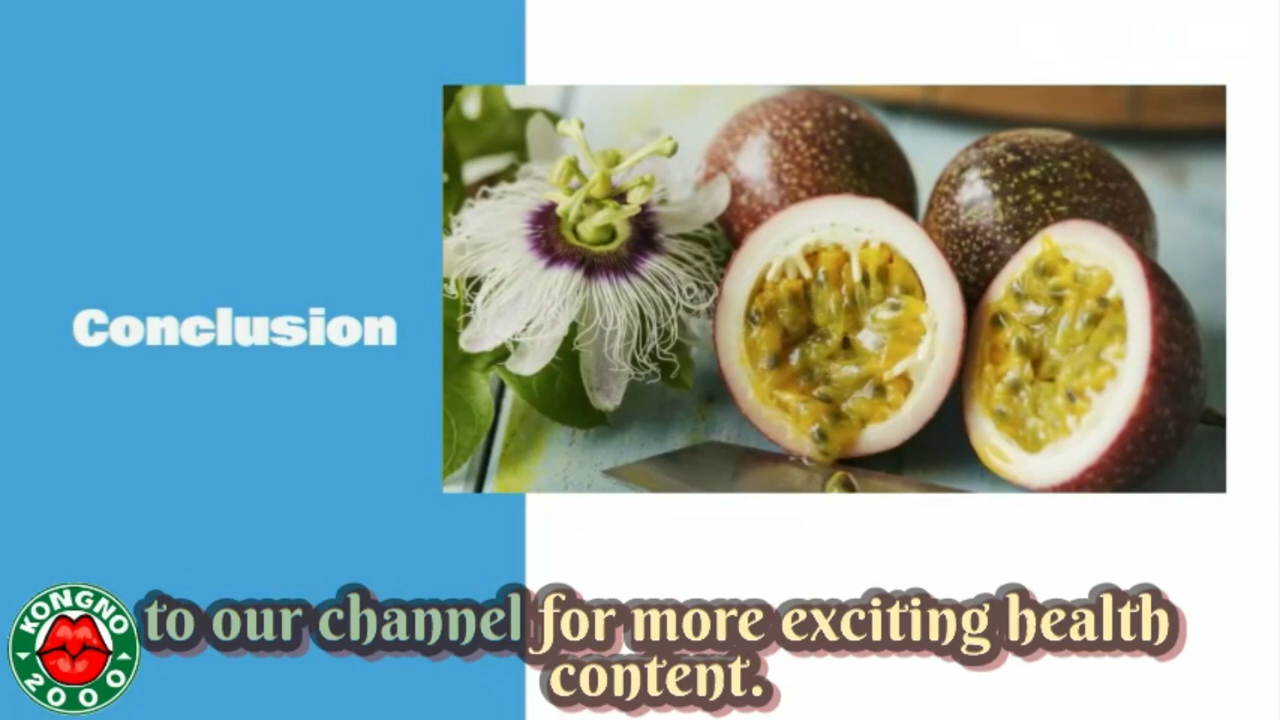 Conclusion
to our channel for more exciting health
content.
KONGNO
2000